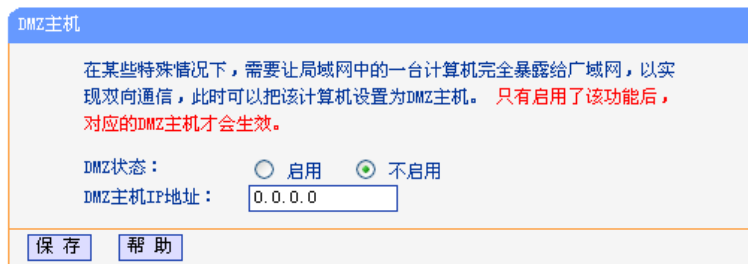 DMZ主机
在某些特殊情况下，需要让局域网中的一台计算机完全暴露给广域网，以实
现双向通信，此时可以把该计算机设置为DMZ主机。 只有启用了该功能后，
对应的DMZ主机才会生效。
DMZ状态： 启用 不启用
DMZ主机IP地址： 0.0.0.0
保 存 帮 助